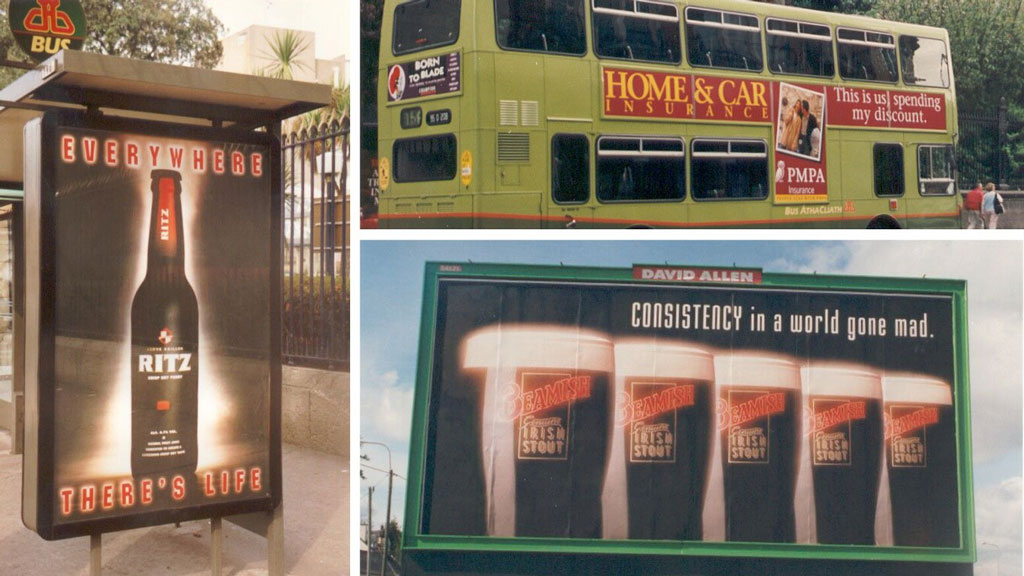 BUS
EVERYWHERE
RITZ
RITZ
THERE'S LIFE
BORN
TO BLADE
HOME & CAR
INSURANCE
This is us, spending
my discount.
PMPA
Insurance
BUS ÁTHA CLIATH
DAVID ALLEN
CONSISTENCY in a world gone mad.
BEAMISH
IRISH
STOUT
BEAMISH
IRISH
STOUT
BEAMISH
IRISH
STOUT
BEAMISH
IRISH
STOUT
BEAMISH
IRISH
STOUT